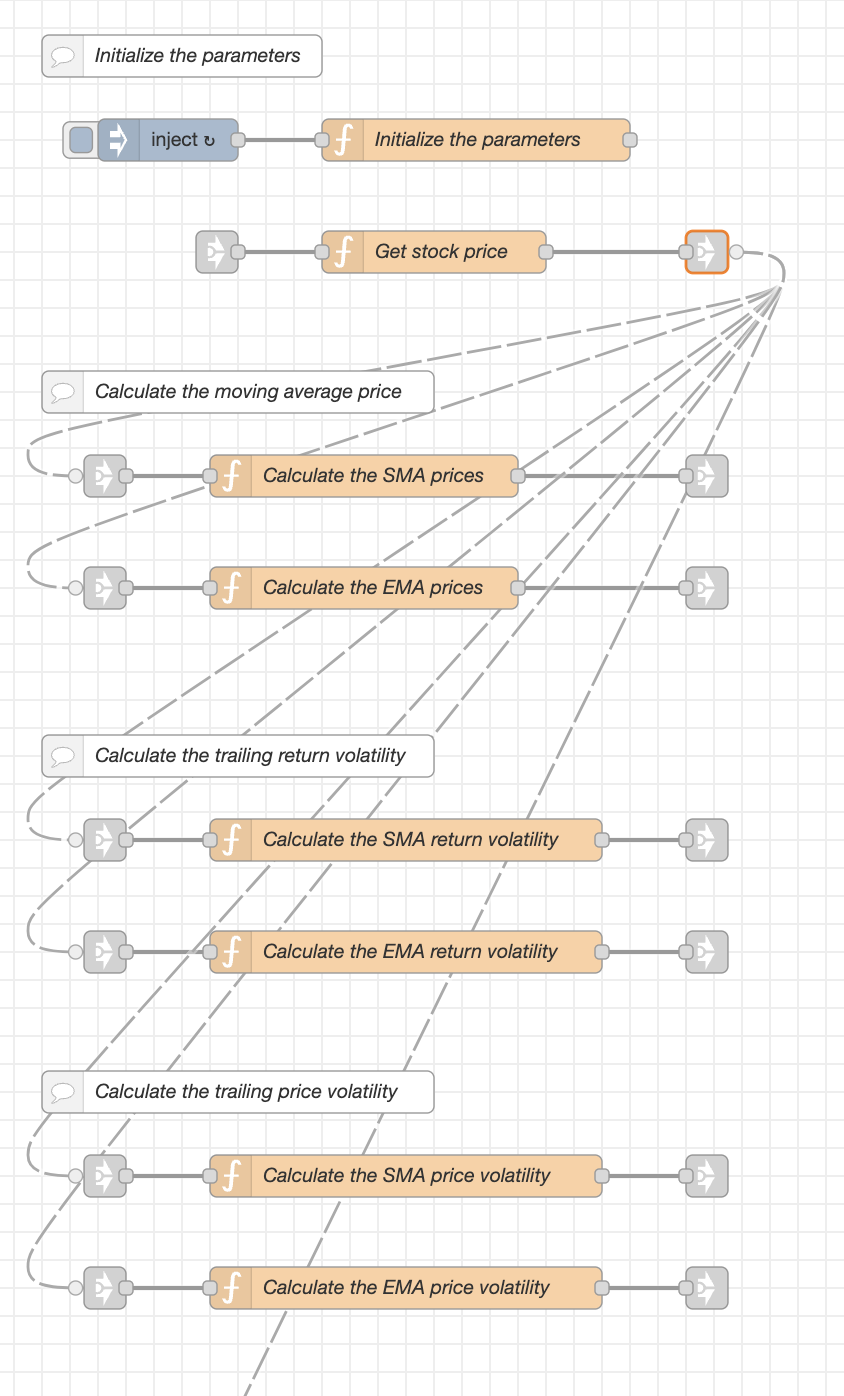 Initialize the parameters
inject ↻
Initialize the parameters
Get stock price
Calculate the moving average price
Calculate the SMA prices
Calculate the EMA prices
Calculate the trailing return volatility
Calculate the SMA return volatility
Calculate the EMA return volatility
Calculate the trailing price volatility
Calculate the SMA price volatility
Calculate the EMA price volatility